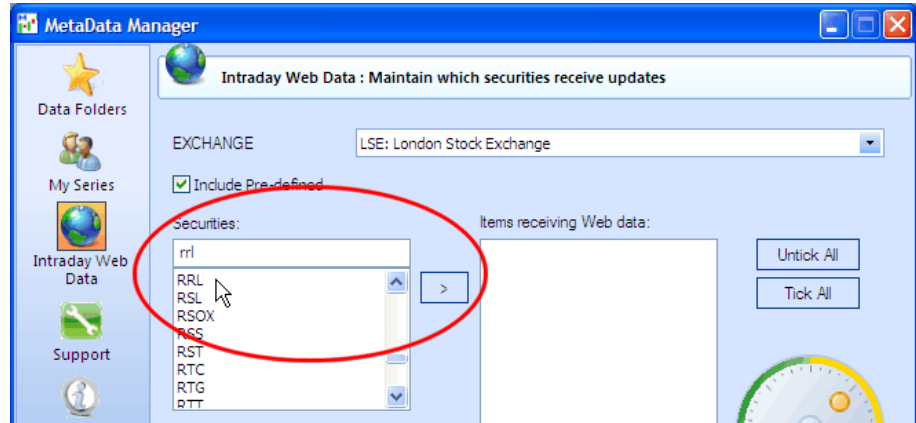 MetaData Manager
Intraday Web Data : Maintain which securities receive updates
Data Folders
EXCHANGE
LSE: London Stock Exchange
My Series
Include Pre-defined
Securities:
Items receiving Web data:
rrl
Intraday Web
Data
Untick All
RRL
>
RSL
Tick All
RSOX
RSS
RST
Support
RTC
RTG
RTT